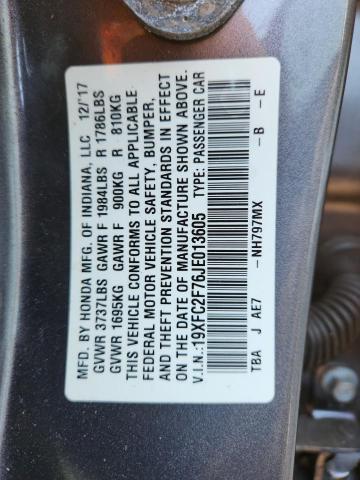 MFD. BY HONDA MFG. OF INDIANA, LLC 12/'17
GVWR 3737LBS GAWR F 1984LBS R 1786LBS
GVWR 1695KG GAWR F 900KG R 810KG
THIS VEHICLE CONFORMS TO ALL APPLICABLE
FEDERAL MOTOR VEHICLE SAFETY, BUMPER,
AND THEFT PREVENTION STANDARDS IN EFFECT
ON THE DATE OF MANUFACTURE SHOWN ABOVE.
V.I.N.:19XFC2F76JE013605 TYPE: PASSENGER CAR
TBA J AE7 -NH797MX -B -E